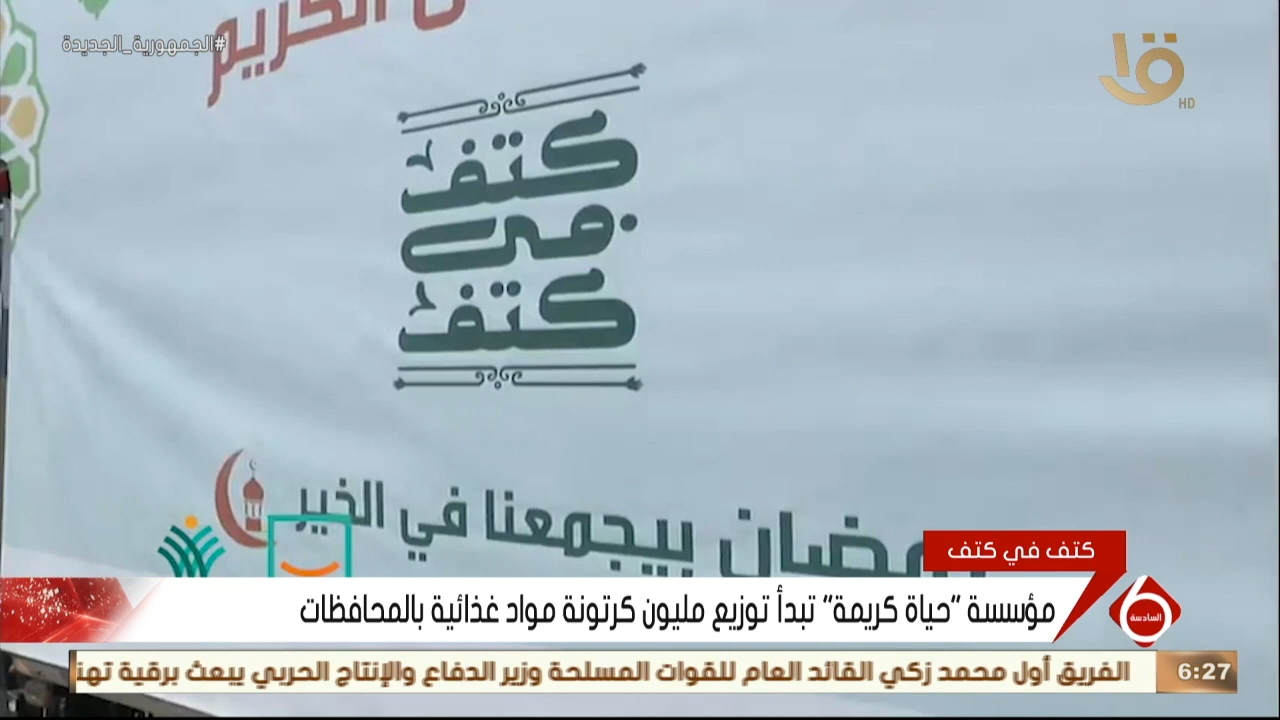 #الجمهورية_الجديدة
الكريم
HD
كتف
في
كتف
رمضان بيجمعنا في الخير
كتف في كتف
مؤسسة "حياة كريمة" تبدأ توزيع مليون كرتونة مواد غذائية بالمحافظات
السادسة
الفريق أول محمد زكي القائد العام للقوات المسلحة وزير الدفاع والإنتاج الحربي يبعث برقية
6:27